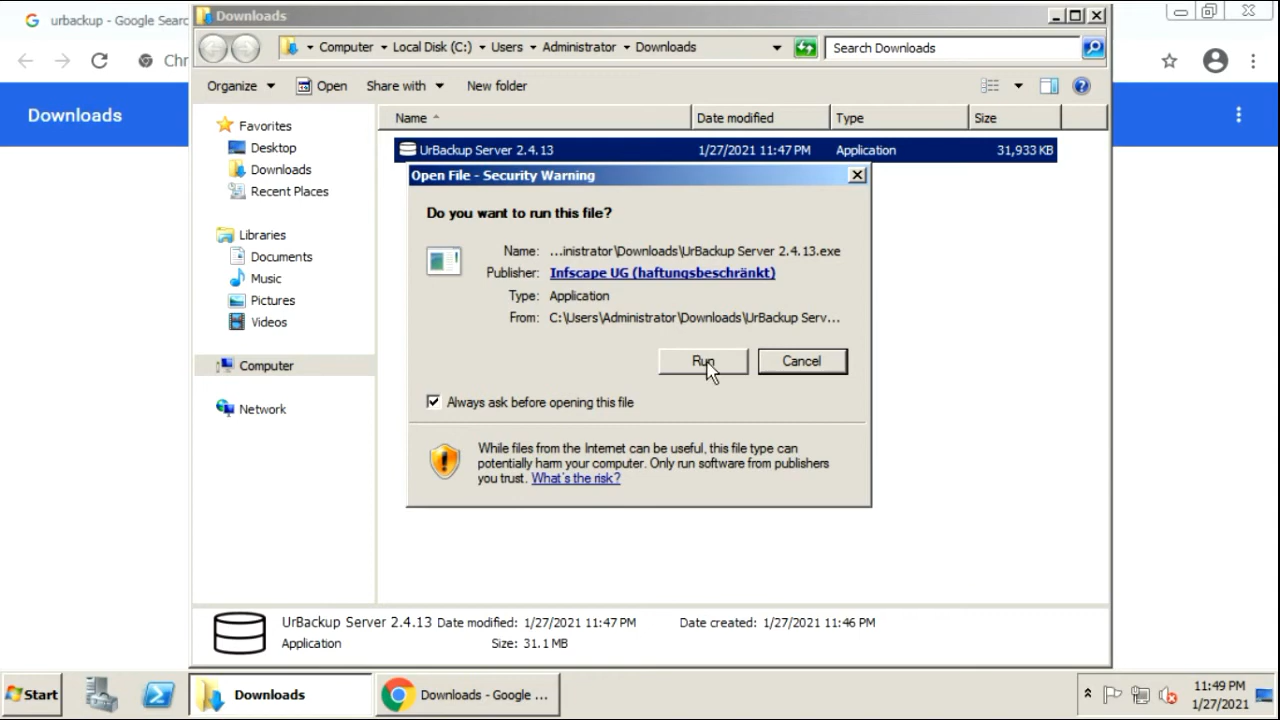 urbackup - Google Searc
Downloads
Chr
Computer
Local Disk (C:)
Users
Administrator
Downloads
Search Downloads
Organize
Open
Share with
New folder
Downloads
Name
Date modified
Type
Size
Favorites
Desktop
Downloads
Recent Places
Libraries
Documents
Music
Pictures
Videos
Computer
Network
UrBackup Server 2.4.13
1/27/2021 11:47 PM
Application
31,933 KB
Open File - Security Warning
Do you want to run this file?
Name: ...inistrator\Downloads\UrBackup Server 2.4.13.exe
Publisher: Infscape UG (haftungsbeschränkt)
Type: Application
From: C:\Users\Administrator\Downloads\UrBackup Serv...
Run
Cancel
Always ask before opening this file
While files from the Internet can be useful, this file type can
potentially harm your computer. Only run software from publishers
you trust. What's the risk?
UrBackup Server 2.4.13 Date modified: 1/27/2021 11:47 PM Date created: 1/27/2021 11:46 PM
Application Size: 31.1 MB
Start
Downloads
Downloads - Google ...
11:49 PM
1/27/2021